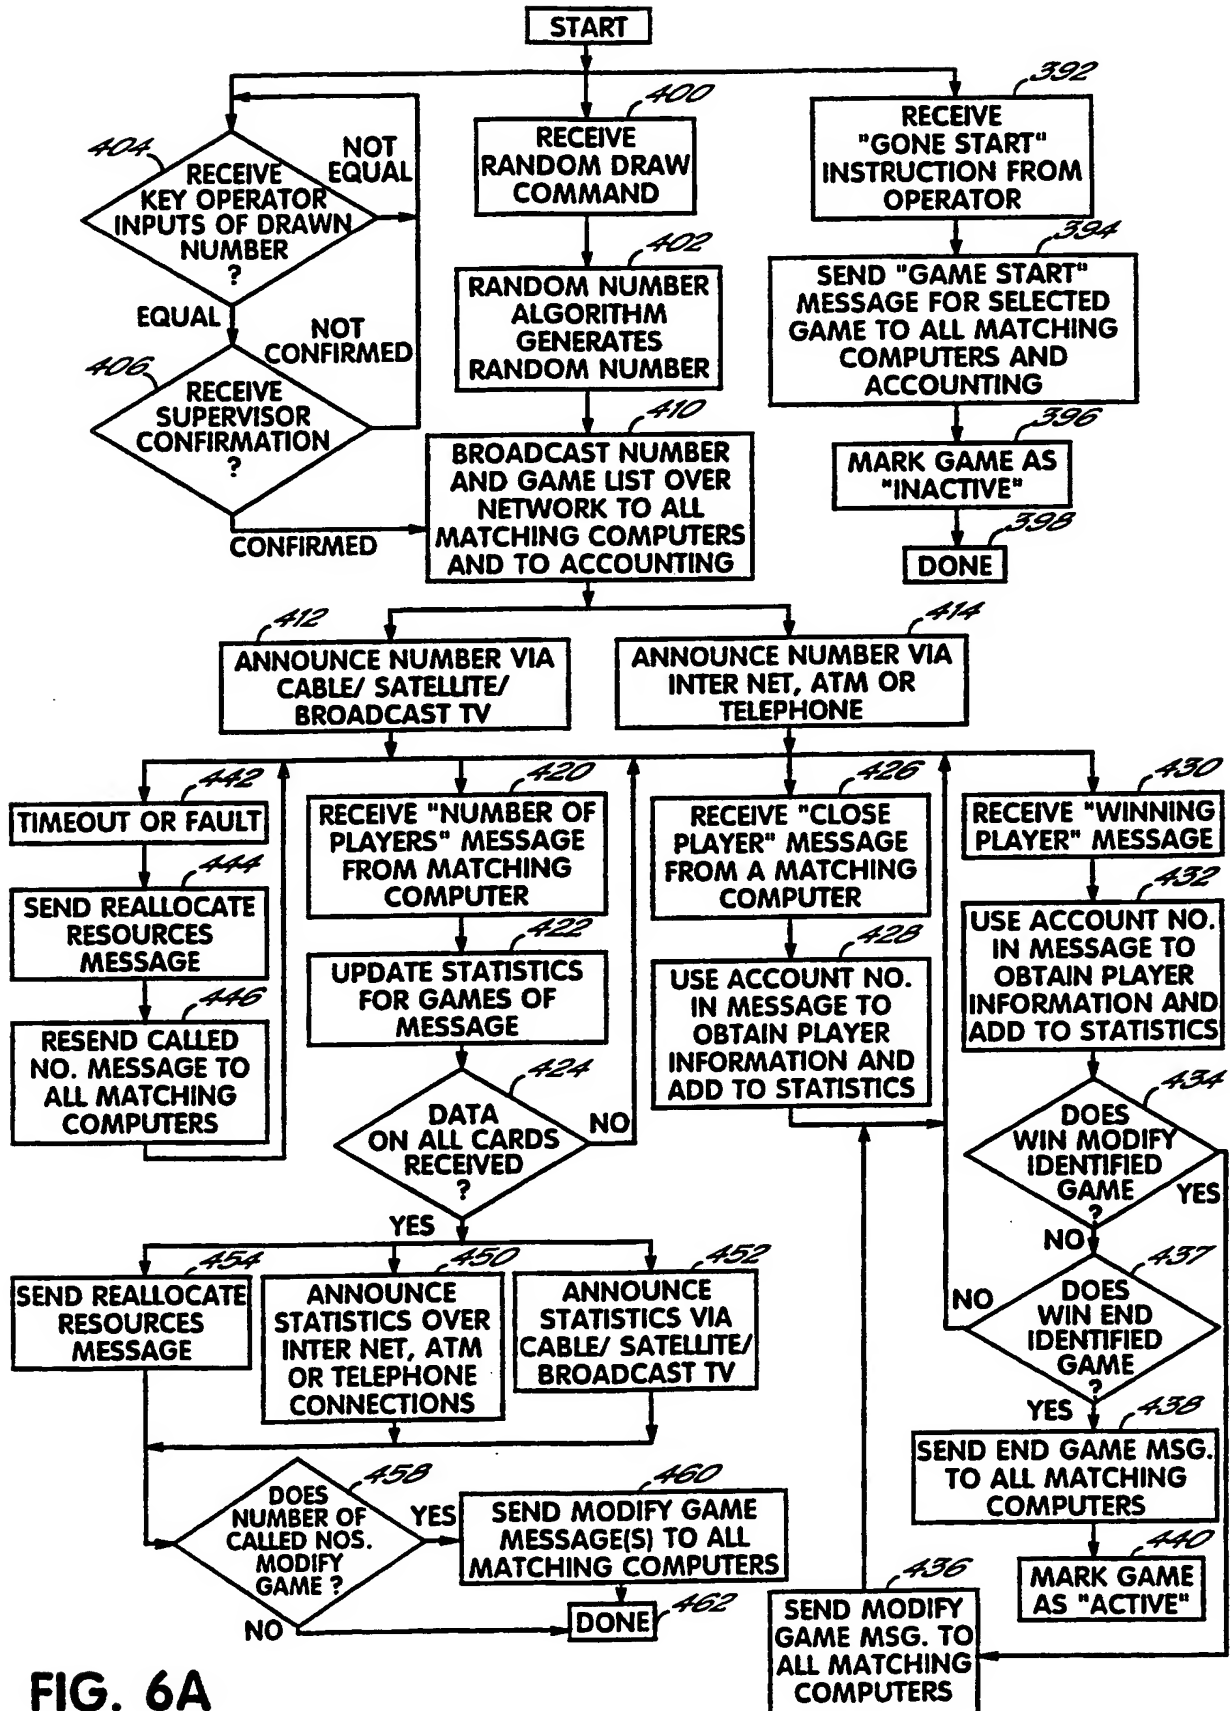 START
392
RECEIVE
"GONE START"
INSTRUCTION FROM
OPERATOR
400
RECEIVE
RANDOM DRAW
COMMAND
404
RECEIVE
KEY OPERATOR
INPUTS OF DRAWN
NUMBER
?
NOT
EQUAL
EQUAL
394
SEND "GAME START"
MESSAGE FOR SELECTED
GAME TO ALL MATCHING
COMPUTERS AND
ACCOUNTING
402
RANDOM NUMBER
ALGORITHM
GENERATES
RANDOM NUMBER
NOT
CONFIRMED
406
RECEIVE
SUPERVISOR
CONFIRMATION
?
CONFIRMED
410
BROADCAST NUMBER
AND GAME LIST OVER
NETWORK TO ALL
MATCHING COMPUTERS
AND TO ACCOUNTING
396
MARK GAME AS
"INACTIVE"
398
DONE
412
ANNOUNCE NUMBER VIA
CABLE/ SATELLITE/
BROADCAST TV
414
ANNOUNCE NUMBER VIA
INTER NET, ATM OR
TELEPHONE
442
TIMEOUT OR FAULT
444
SEND REALLOCATE
RESOURCES
MESSAGE
446
RESEND CALLED
NO. MESSAGE TO
ALL MATCHING
COMPUTERS
420
RECEIVE "NUMBER OF
PLAYERS" MESSAGE
FROM MATCHING
COMPUTER
422
UPDATE STATISTICS
FOR GAMES OF
MESSAGE
424
DATA
ON ALL CARDS
RECEIVED
?
NO
YES
426
RECEIVE "CLOSE
PLAYER" MESSAGE
FROM A MATCHING
COMPUTER
428
USE ACCOUNT NO.
IN MESSAGE TO
OBTAIN PLAYER
INFORMATION AND
ADD TO STATISTICS
430
RECEIVE "WINNING
PLAYER" MESSAGE
432
USE ACCOUNT NO.
IN MESSAGE TO
OBTAIN PLAYER
INFORMATION AND
ADD TO STATISTICS
434
DOES
WIN MODIFY
IDENTIFIED
GAME
?
YES
NO
437
DOES
WIN END
IDENTIFIED
GAME
?
NO
YES
438
SEND END GAME MSG.
TO ALL MATCHING
COMPUTERS
440
MARK GAME
AS "ACTIVE"
436
SEND MODIFY
GAME MSG. TO
ALL MATCHING
COMPUTERS
454
SEND REALLOCATE
RESOURCES
MESSAGE
450
ANNOUNCE
STATISTICS OVER
INTER NET, ATM
OR TELEPHONE
CONNECTIONS
452
ANNOUNCE
STATISTICS VIA
CABLE/ SATELLITE/
BROADCAST TV
458
DOES
NUMBER OF
CALLED NOS.
MODIFY
GAME ?
YES
NO
460
SEND MODIFY GAME
MESSAGE(S) TO ALL
MATCHING COMPUTERS
DONE
462
FIG. 6A